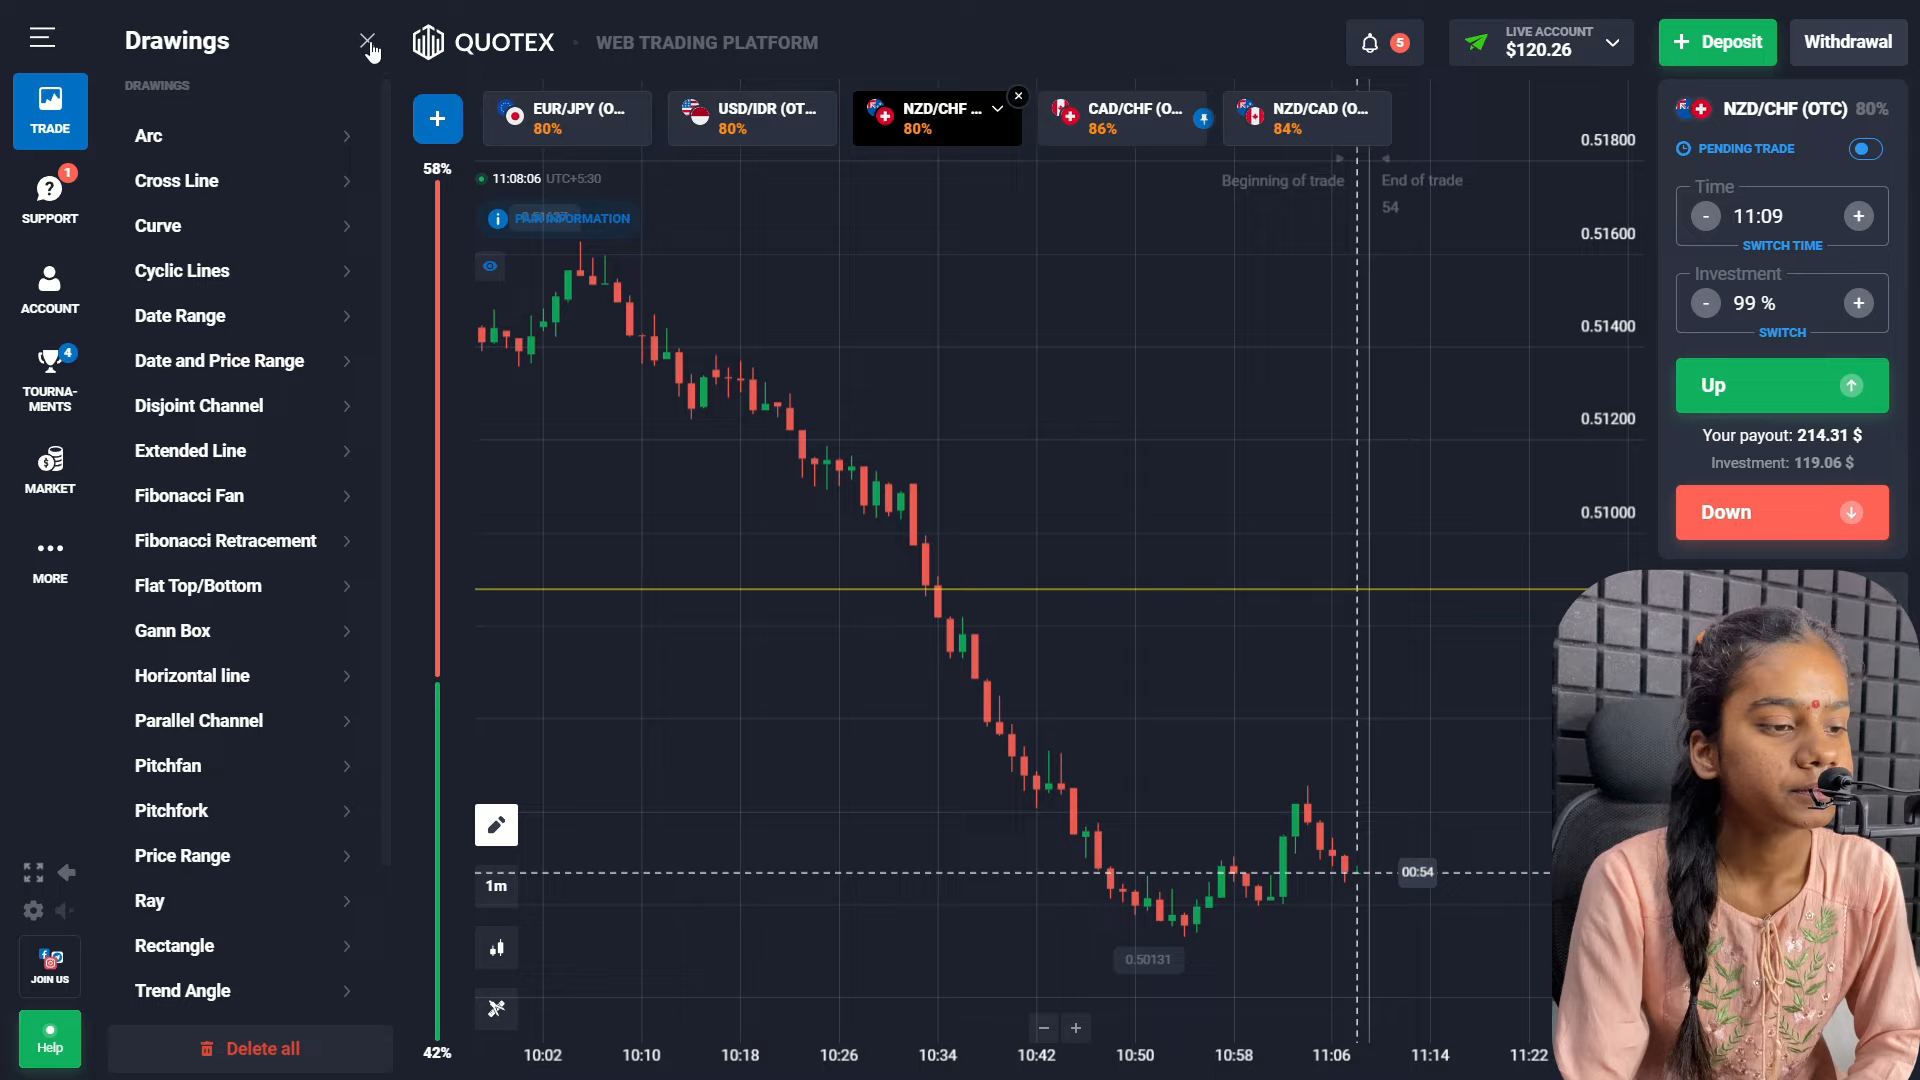 Drawings
QUOTEX
WEB TRADING PLATFORM
5
LIVE ACCOUNT
$120.26
+ Deposit
Withdrawal
TRADE
1
SUPPORT
ACCOUNT
4
TOURNA-
MENTS
MARKET
MORE
JOIN US
Help
DRAWINGS
Arc
Cross Line
Curve
Cyclic Lines
Date Range
Date and Price Range
Disjoint Channel
Extended Line
Fibonacci Fan
Fibonacci Retracement
Flat Top/Bottom
Gann Box
Horizontal line
Parallel Channel
Pitchfan
Pitchfork
Price Range
Ray
Rectangle
Trend Angle
Delete all
+
EUR/JPY (O...
80%
USD/IDR (OT...
80%
NZD/CHF ...
80%
CAD/CHF (O...
86%
NZD/CAD (O...
84%
58%
42%
11:08:06 UTC+5:30
PAIR INFORMATION
Beginning of trade
End of trade
54
0.51800
0.51600
0.51400
0.51200
0.51000
00:54
0.50131
1m
- +
10:02
10:10
10:18
10:26
10:34
10:42
10:50
10:58
11:06
11:14
11:22
NZD/CHF (OTC) 80%
PENDING TRADE
Time
- 11:09 +
SWITCH TIME
Investment
- 99 % +
SWITCH
Up
Your payout: 214.31 $
Investment: 119.06 $
Down